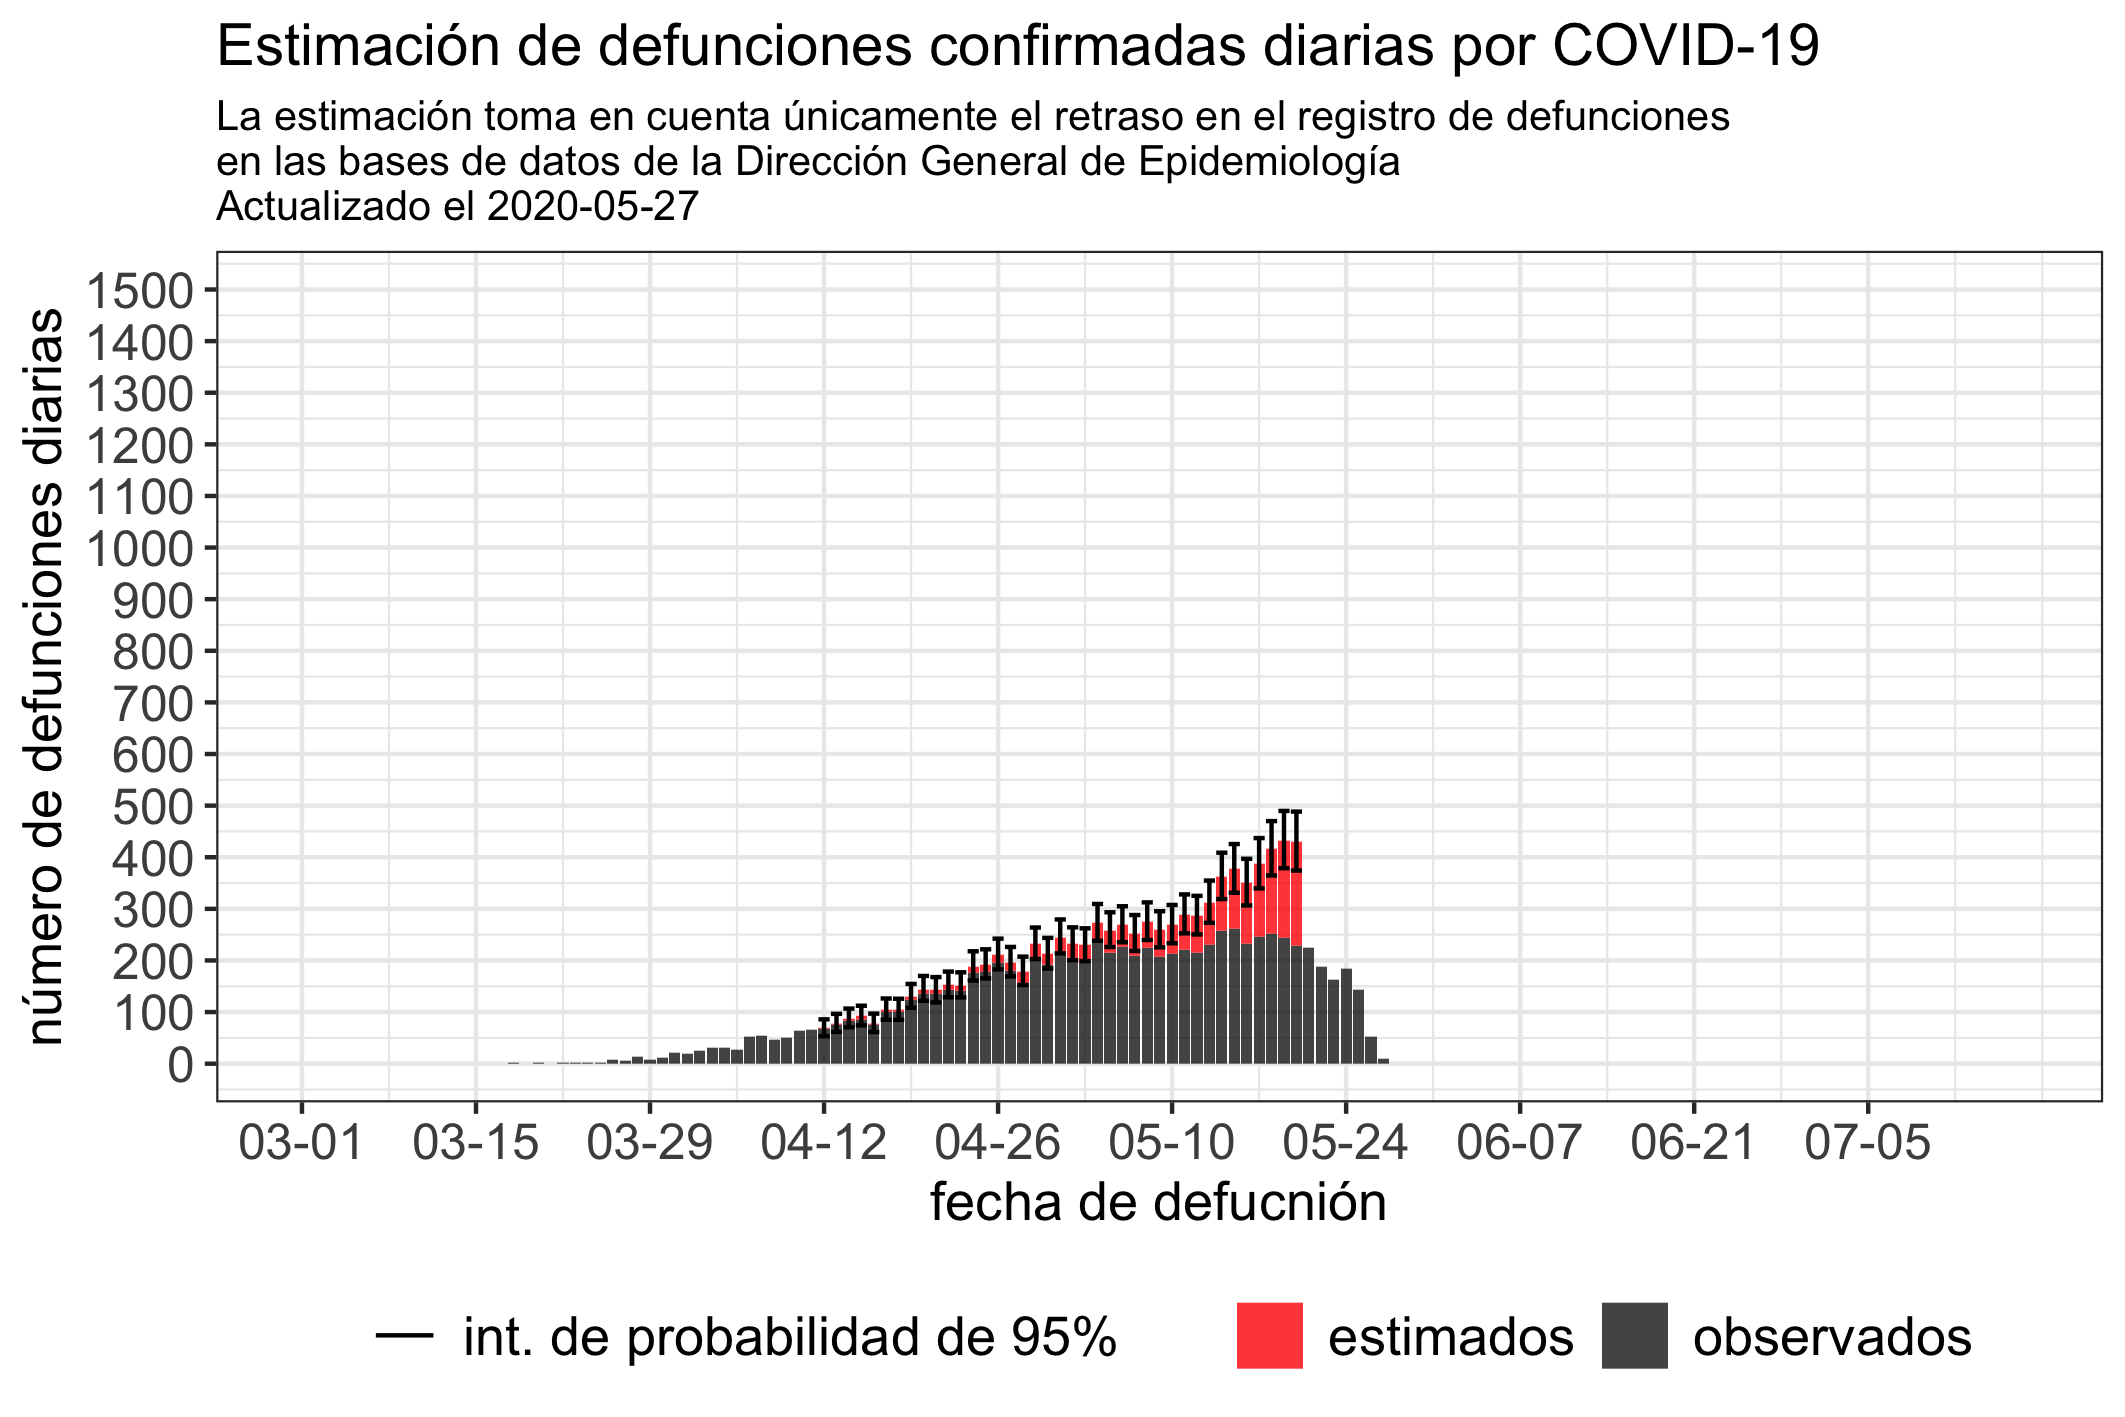 Estimación de defunciones confirmadas diarias por COVID-19
La estimación toma en cuenta únicamente el retraso en el registro de defunciones
en las bases de datos de la Dirección General de Epidemiología
Actualizado el 2020-05-27
número de defunciones diarias
1500
1400
1300
1200
1100
1000
900
800
700
600
500
400
300
200
100
0
03-01 03-15 03-29 04-12 04-26 05-10 05-24 06-07 06-21 07-05
fecha de defucnión
int. de probabilidad de 95% estimados observados